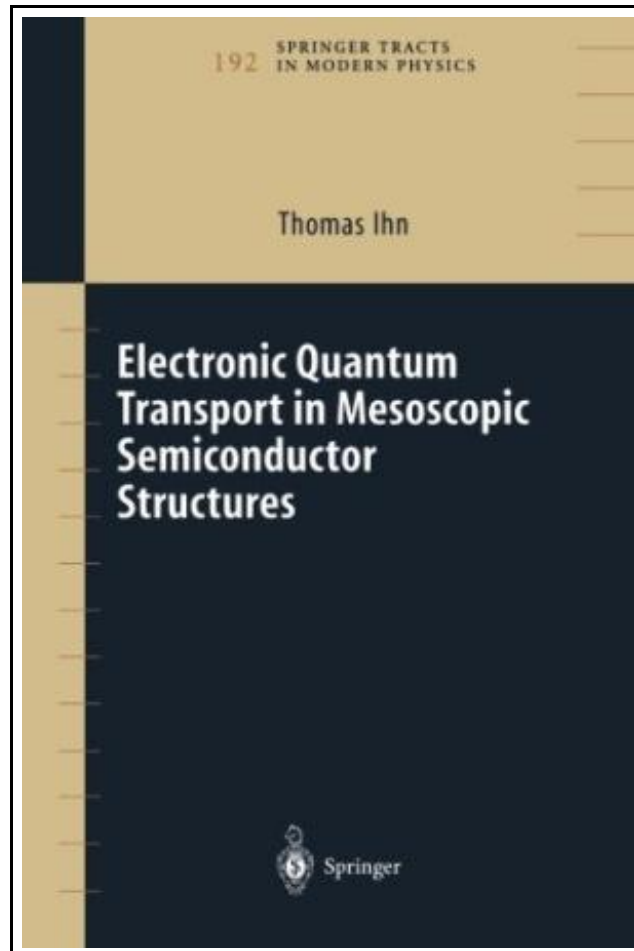 192 SPRINGER TRACTS
IN MODERN PHYSICS
Thomas Ihn
Electronic Quantum
Transport in Mesoscopic
Semiconductor
Structures
Springer